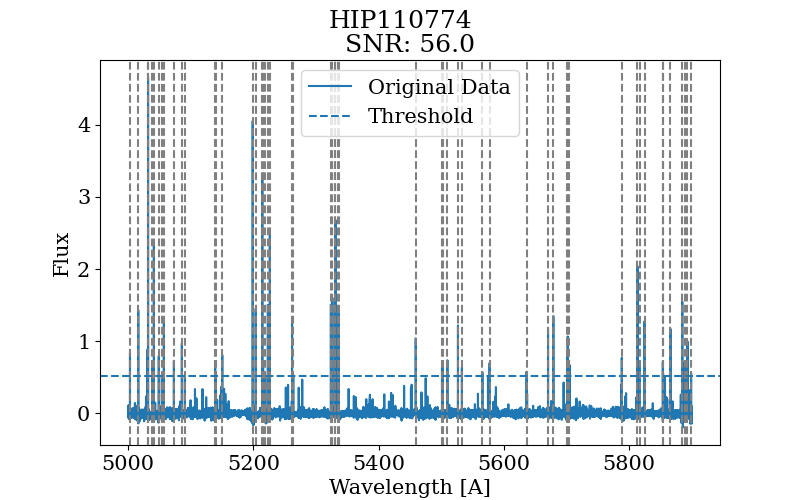 HIP110774
SNR: 56.0
Original Data
Threshold
Flux
4
3
2
1
0
5000 5200 5400 5600 5800
Wavelength [A]